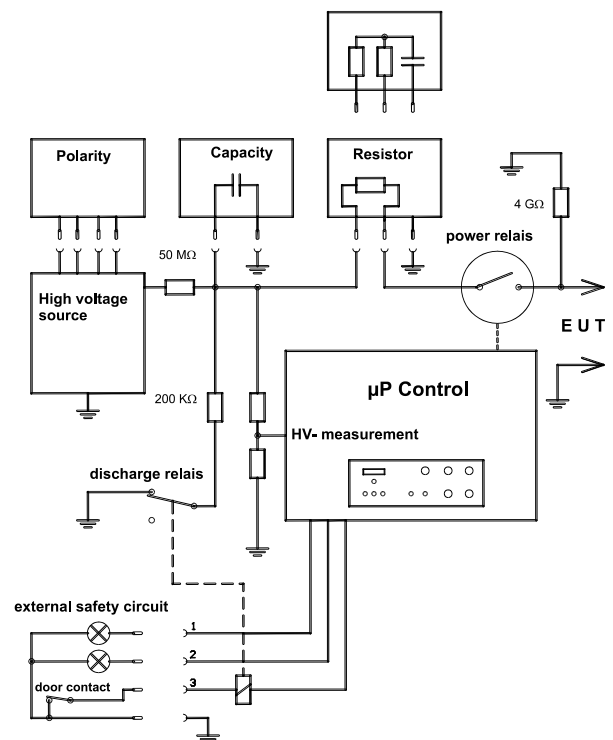 Polarity
Capacity
Resistor
4 GΩ
power relais
50 MΩ
High voltage
source
E U T
µP Control
200 KΩ
HV- measurement
discharge relais
external safety circuit
1
2
door contact
3